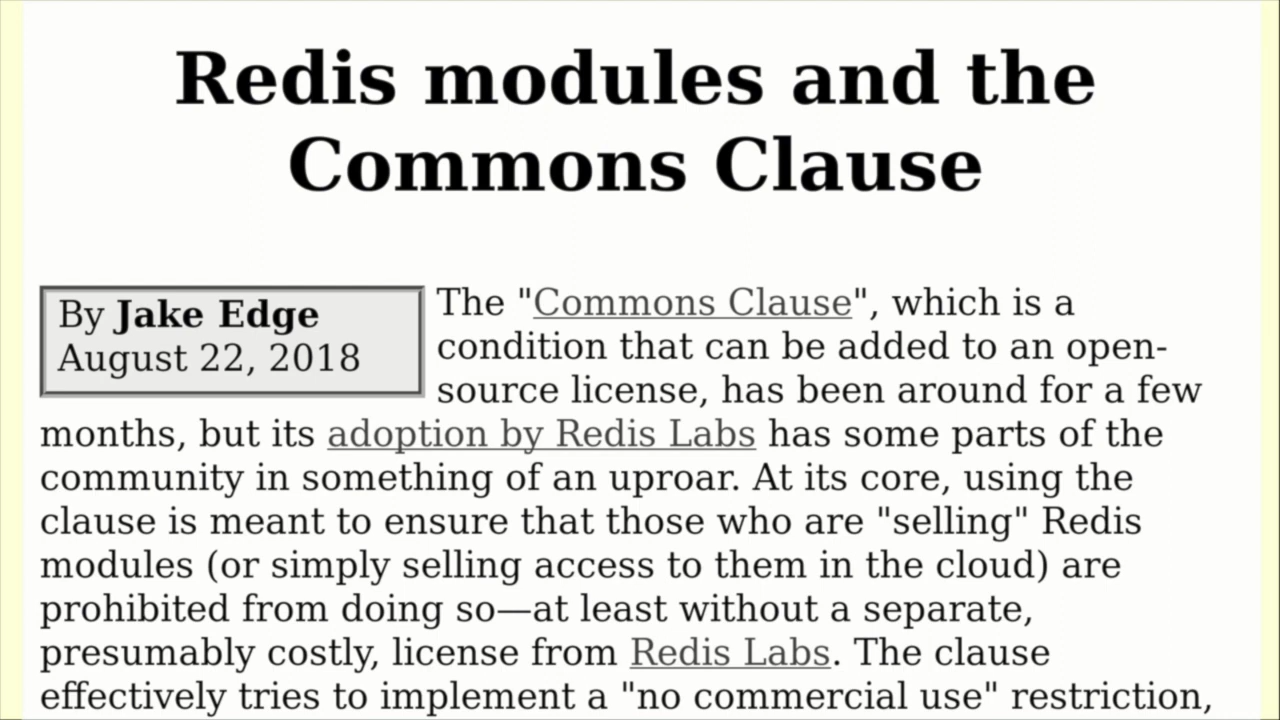 Redis modules and the
Commons Clause
By Jake Edge
August 22, 2018
The "Commons Clause", which is a
condition that can be added to an open-
source license, has been around for a few
months, but its adoption by Redis Labs has some parts of the
community in something of an uproar. At its core, using the
clause is meant to ensure that those who are "selling" Redis
modules (or simply selling access to them in the cloud) are
prohibited from doing so—at least without a separate,
presumably costly, license from Redis Labs. The clause
effectively tries to implement a "no commercial use" restriction,